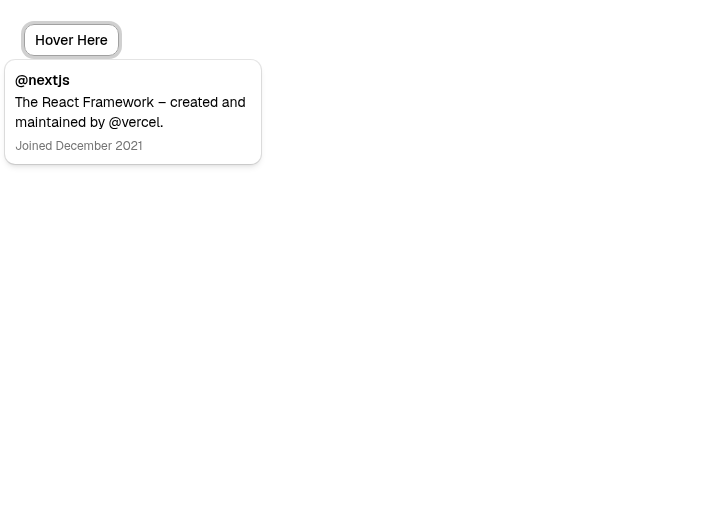 Hover Here
@nextjs
The React Framework – created and
maintained by @vercel.
Joined December 2021